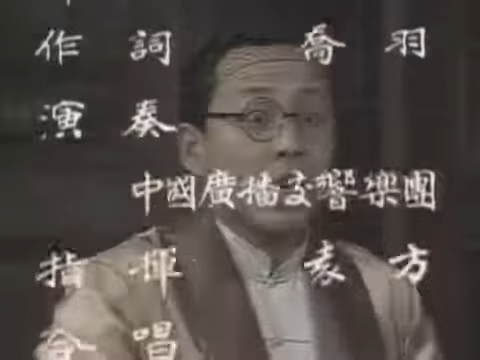 作詞 喬羽
演奏
中國廣播交響樂團
指揮 袁方
合唱